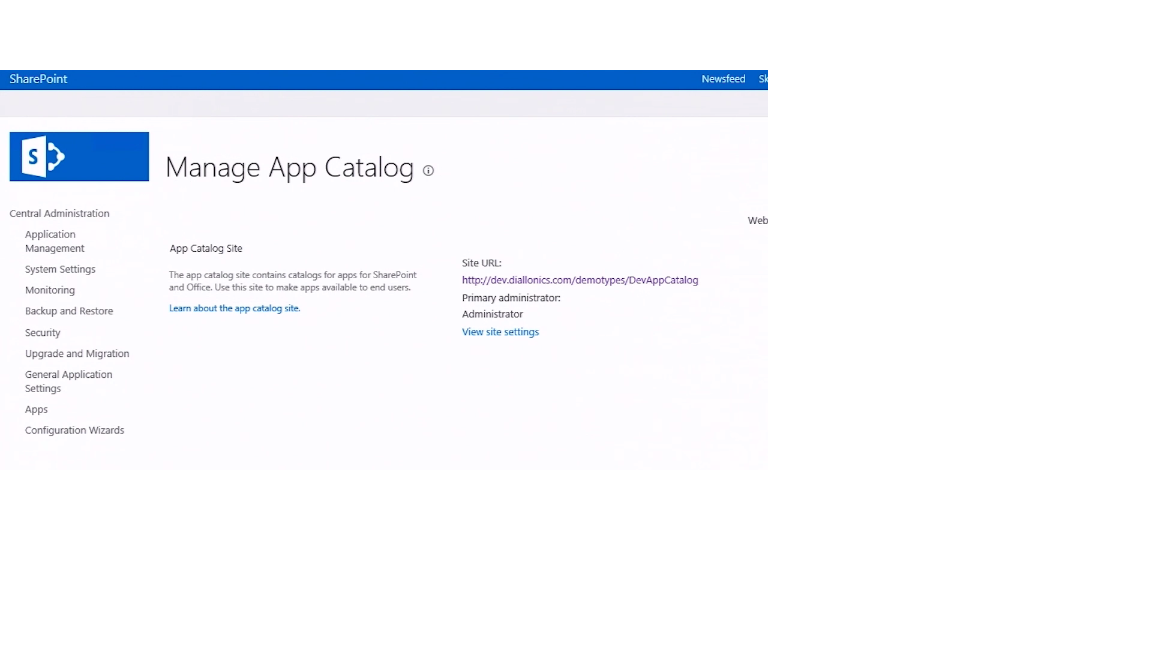 SharePoint
Newsfeed
S
Manage App Catalog
Central Administration
Application
Management
System Settings
Monitoring
Backup and Restore
Security
Upgrade and Migration
General Application
Settings
Apps
Configuration Wizards
Web
App Catalog Site
The app catalog site contains catalogs for apps for SharePoint
and Office. Use this site to make apps available to end users.
Learn about the app catalog site.
Site URL:
http://dev.diallonics.com/demotypes/DevAppCatalog
Primary administrator:
Administrator
View site settings